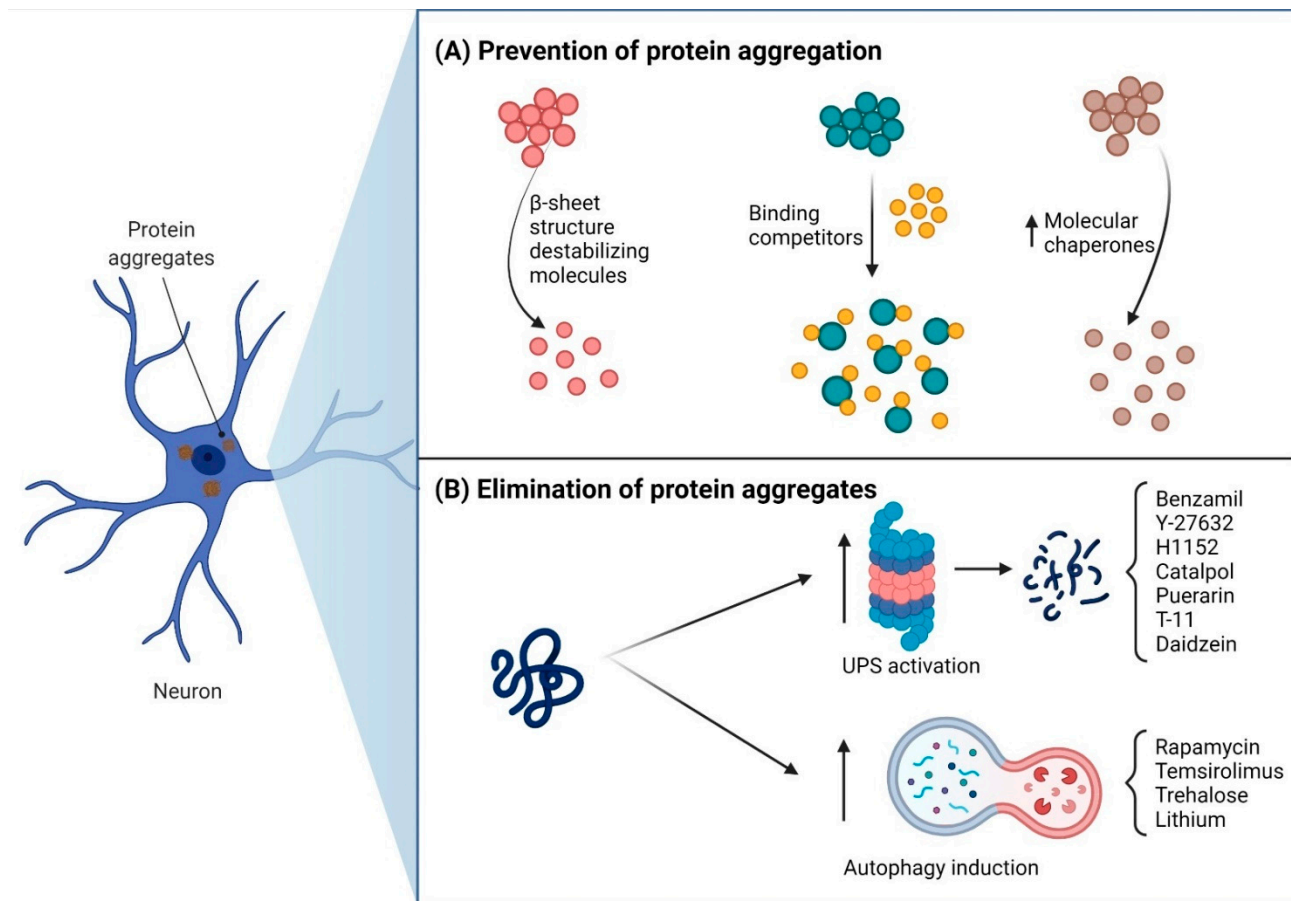 (A) Prevention of protein aggregation
β-sheet
structure
destabilizing
molecules
Binding
competitors
Molecular
chaperones
Protein
aggregates
Neuron
(B) Elimination of protein aggregates
UPS activation
Benzamil
Y-27632
H1152
Catalpol
Puerarin
T-11
Daidzein
Autophagy induction
Rapamycin
Temsirolimus
Trehalose
Lithium